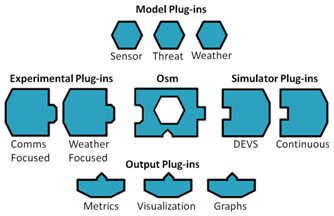 Model Plug-ins
Sensor Threat Weather
Experimental Plug-ins Osm Simulator Plug-ins
Comms Focused Weather Focused DEVS Continuous
Output Plug-ins
Metrics Visualization Graphs